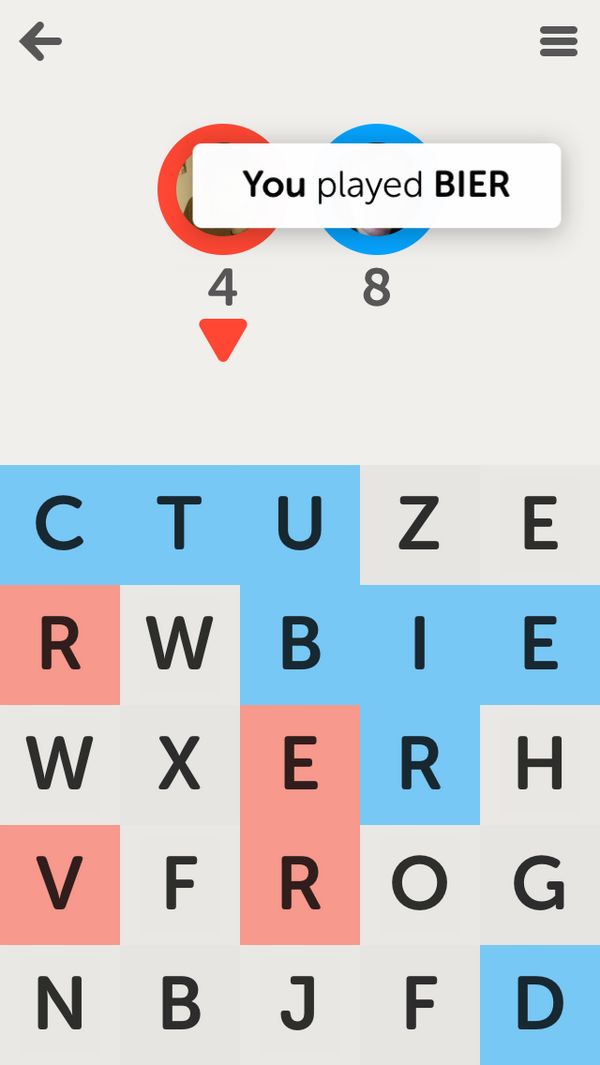 You played BIER
4 8
C T U Z E
R W B I E
W X E R H
V F R O G
N B J F D